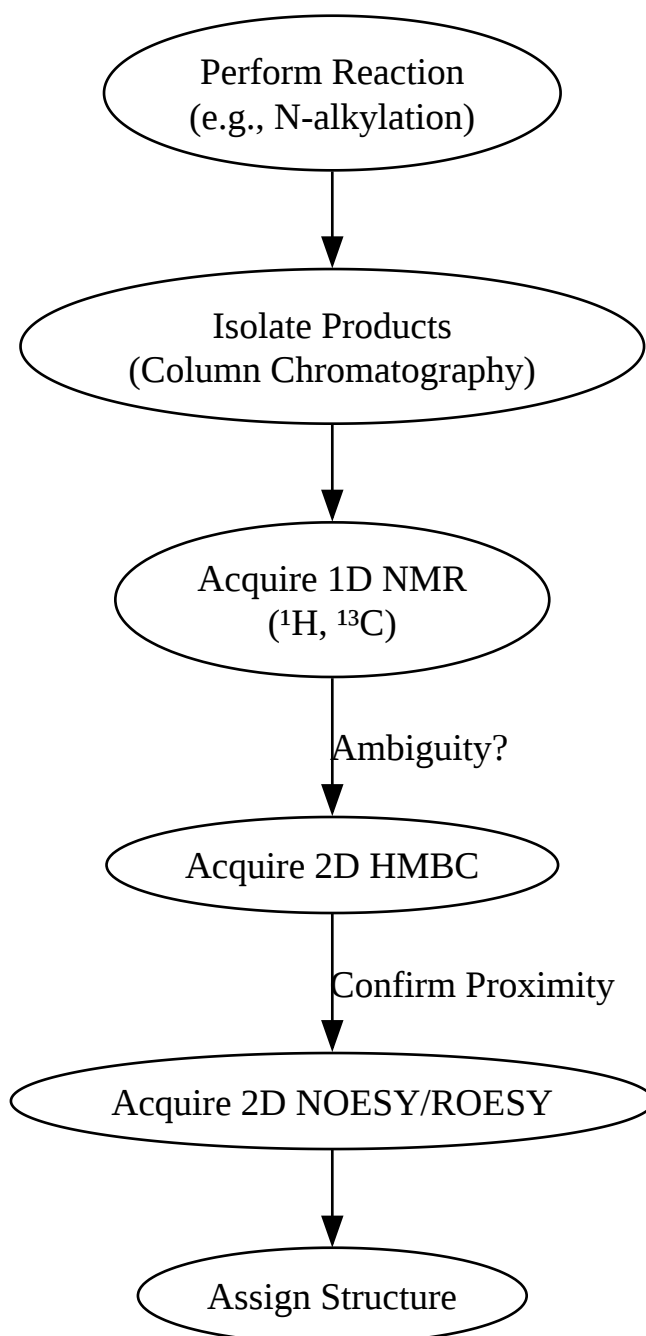 Perform Reaction
(e.g., N-alkylation)
Isolate Products
(Column Chromatography)
Acquire 1D NMR
(¹H, ¹³C)
Ambiguity?
Acquire 2D HMBC
Confirm Proximity
Acquire 2D NOESY/ROESY
Assign Structure